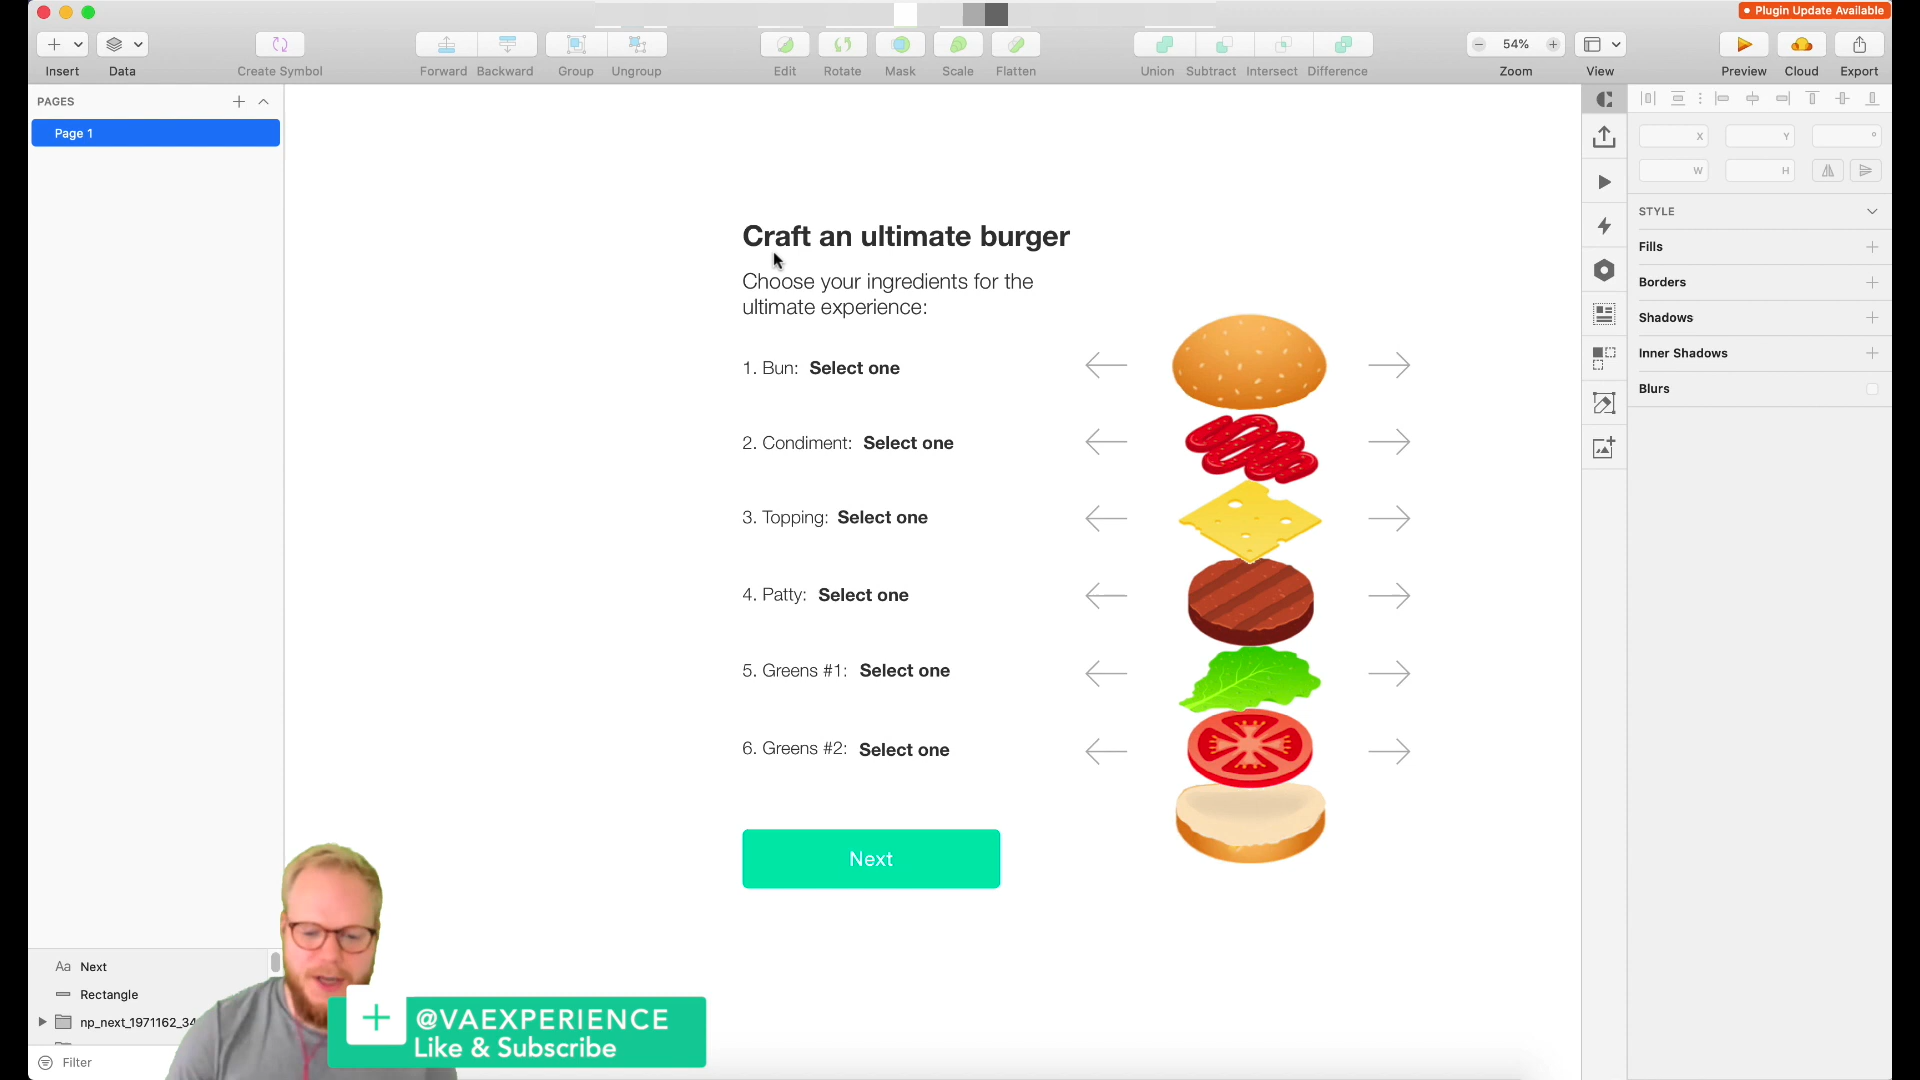 Plugin Update Available
Insert
Data
Create Symbol
Forward
Backward
Group
Ungroup
Edit
Rotate
Mask
Scale
Flatten
Union
Subtract
Intersect
Difference
54%
Zoom
View
Preview
Cloud
Export
PAGES
Page 1
X
Y
°
W
H
STYLE
Fills
Borders
Shadows
Inner Shadows
Blurs
Craft an ultimate burger
Choose your ingredients for the
ultimate experience:
1. Bun: Select one
2. Condiment: Select one
3. Topping: Select one
4. Patty: Select one
5. Greens #1: Select one
6. Greens #2: Select one
Next
Aa Next
Rectangle
np_next_1971162_34
Filter
@VAEXPERIENCE
Like & Subscribe